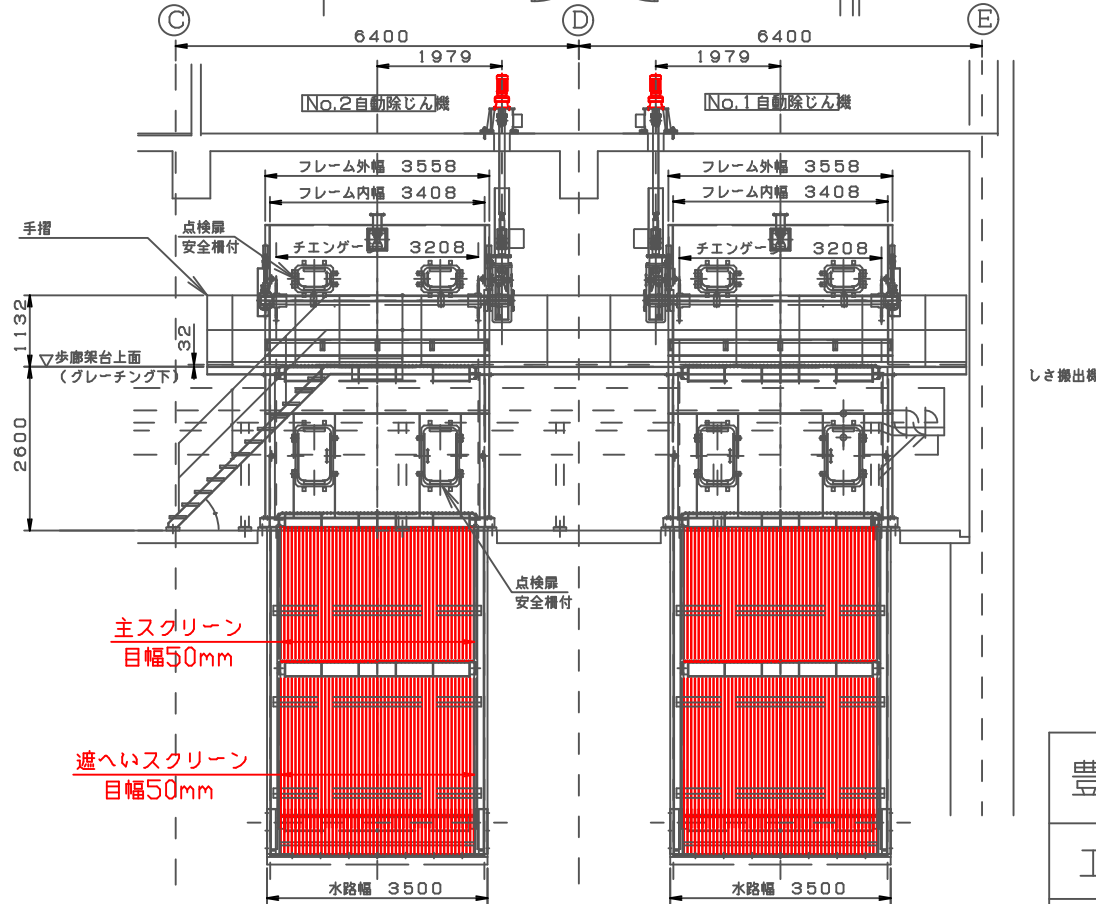 C
D
E
6400
6400
1979
1979
No.2自動除じん機
No.1自動除じん機
フレーム外幅 3558
フレーム外幅 3558
フレーム内幅 3408
フレーム内幅 3408
手摺
点検扉
安全柵付
チエンゲージ 3208
チエンゲージ 3208
1132
32
▽歩廊架台上面
(グレーチング下)
しさ搬出機
2600
点検扉
安全柵付
主スクリーン
目幅50mm
遮へいスクリーン
目幅50mm
豊
工
水路幅 3500
水路幅 3500